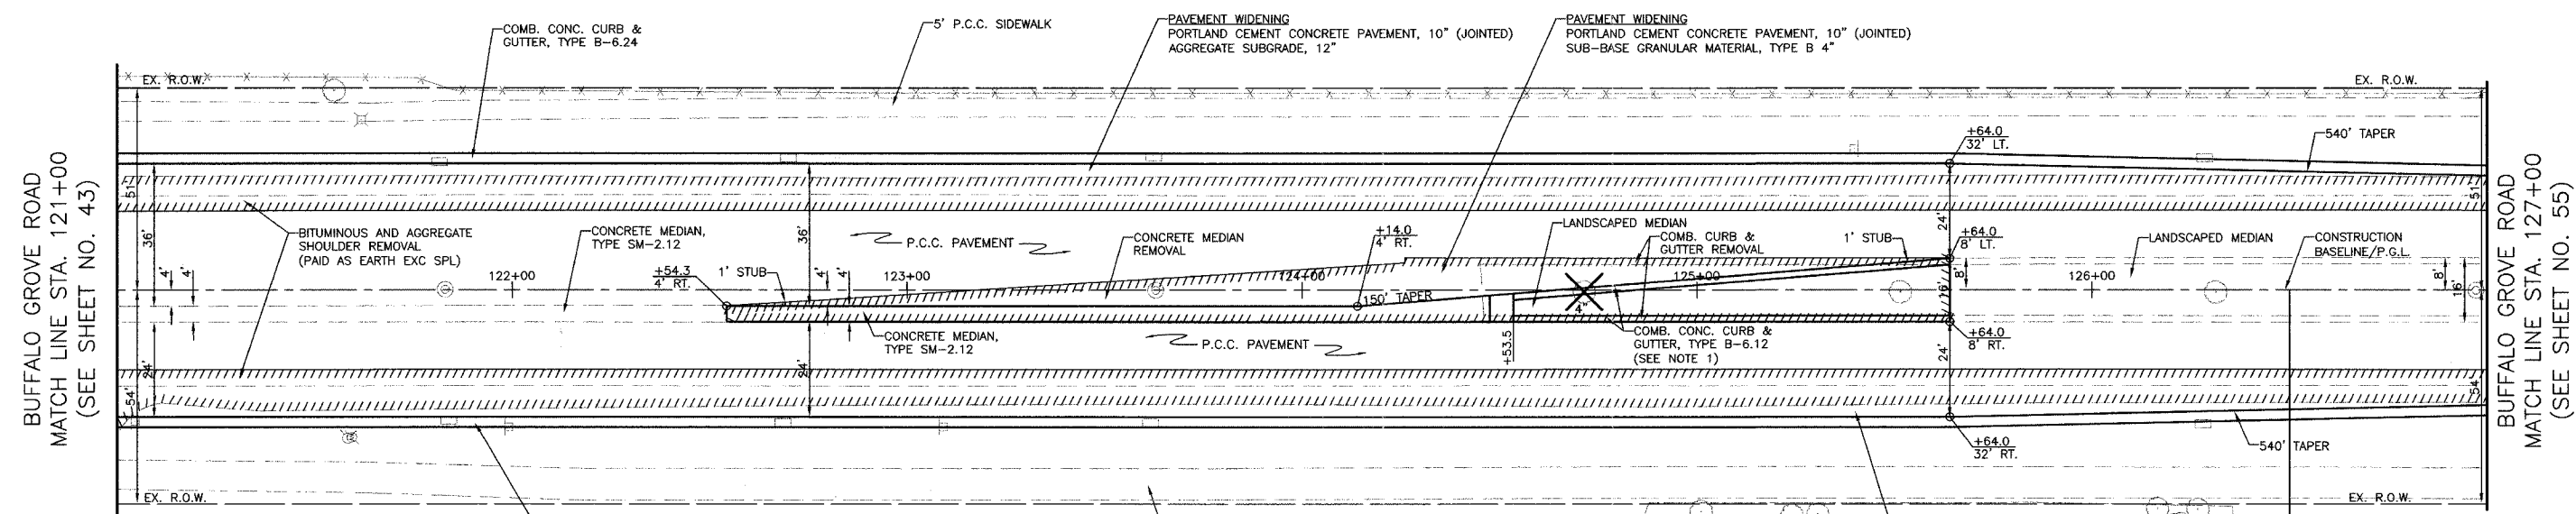 COMB. CONC. CURB &
GUTTER, TYPE B-6.24
5' P.C.C. SIDEWALK
PAVEMENT WIDENING
PORTLAND CEMENT CONCRETE PAVEMENT, 10" (JOINTED)
AGGREGATE SUBGRADE, 12"
PAVEMENT WIDENING
PORTLAND CEMENT CONCRETE PAVEMENT, 10" (JOINTED)
SUB-BASE GRANULAR MATERIAL, TYPE B 4"
EX. R.O.W.
EX. R.O.W.
BUFFALO GROVE ROAD
MATCH LINE STA. 121+00
(SEE SHEET NO. 43)
51'
36'
4'
4'
24'
54'
BITUMINOUS AND AGGREGATE
SHOULDER REMOVAL
(PAID AS EARTH EXC SPL)
122+00
CONCRETE MEDIAN,
TYPE SM-2.12
+54.3
4' RT.
1' STUB
36'
4'
4'
24'
P.C.C. PAVEMENT
123+00
CONCRETE MEDIAN,
TYPE SM-2.12
CONCRETE MEDIAN
REMOVAL
P.C.C. PAVEMENT
124+00
+14.0
4' RT.
150' TAPER
+53.5
LANDSCAPED MEDIAN
COMB. CURB &
GUTTER REMOVAL
4"
125+00
COMB. CONC. CURB &
GUTTER, TYPE B-6.12
(SEE NOTE 1)
1' STUB
+64.0
32' LT.
24'
+64.0
8' LT.
8'
16'
+64.0
8' RT.
24'
+64.0
32' RT.
LANDSCAPED MEDIAN
126+00
CONSTRUCTION
BASELINE/P.G.L.
540' TAPER
540' TAPER
51'
8'
16'
54'
EX. R.O.W.
EX. R.O.W.
BUFFALO GROVE ROAD
MATCH LINE STA. 127+00
(SEE SHEET NO. 55)